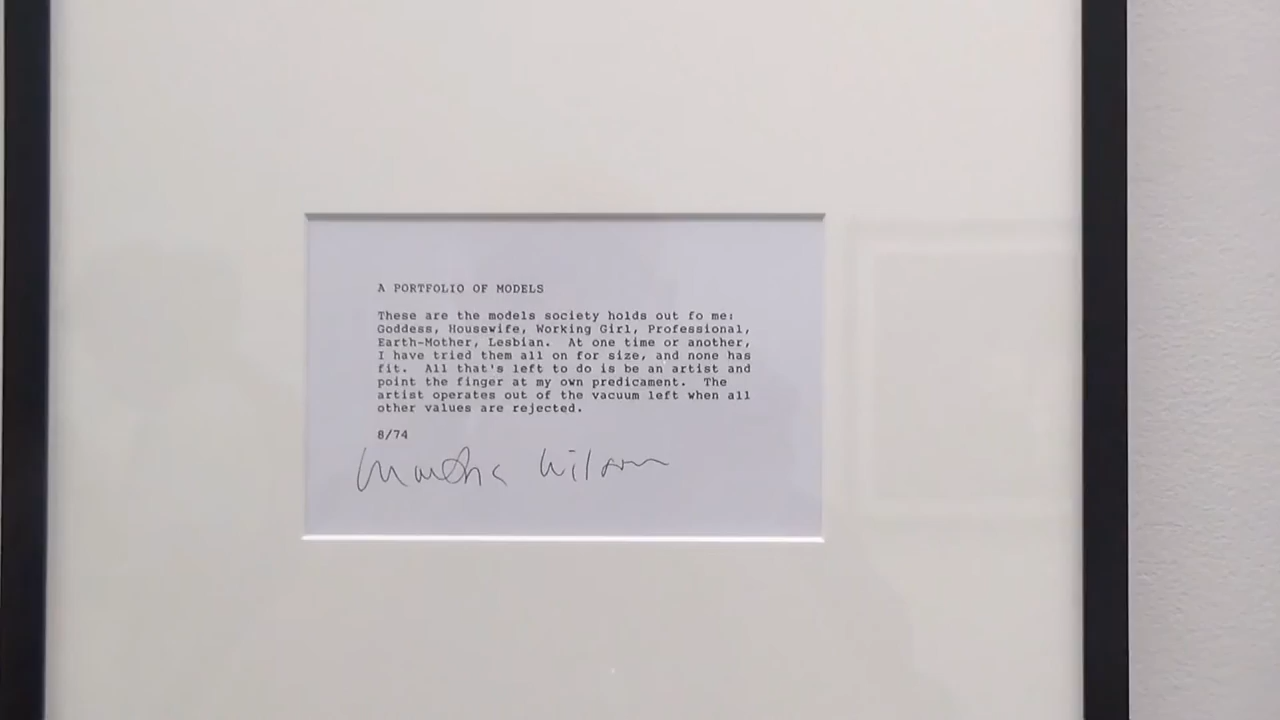 A PORTFOLIO OF MODELS
These are the models society holds out fo me:
Goddess, Housewife, Working Girl, Professional,
Earth-Mother, Lesbian. At one time or another,
I have tried them all on for size, and none has
fit. All that's left to do is be an artist and
point the finger at my own predicament. The
artist operates out of the vacuum left when all
other values are rejected.
8/74
Martha Wilson